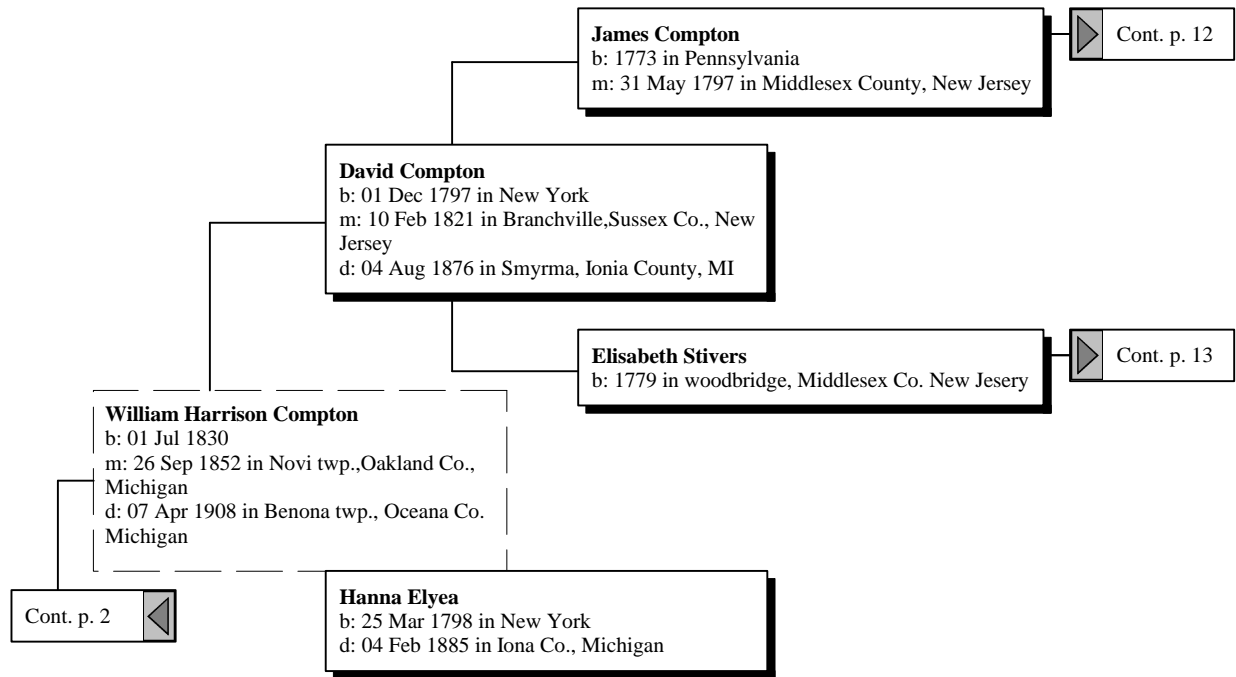 James Compton
b: 1773 in Pennsylvania
m: 31 May 1797 in Middlesex County, New Jersey
Cont. p. 12
David Compton
b: 01 Dec 1797 in New York
m: 10 Feb 1821 in Branchville,Sussex Co., New
Jersey
d: 04 Aug 1876 in Smyrma, Ionia County, MI
Elisabeth Stivers
b: 1779 in woodbridge, Middlesex Co. New Jesery
Cont. p. 13
William Harrison Compton
b: 01 Jul 1830
m: 26 Sep 1852 in Novi twp.,Oakland Co.,
Michigan
d: 07 Apr 1908 in Benona twp., Oceana Co.
Michigan
Cont. p. 2
Hanna Elyea
b: 25 Mar 1798 in New York
d: 04 Feb 1885 in Iona Co., Michigan